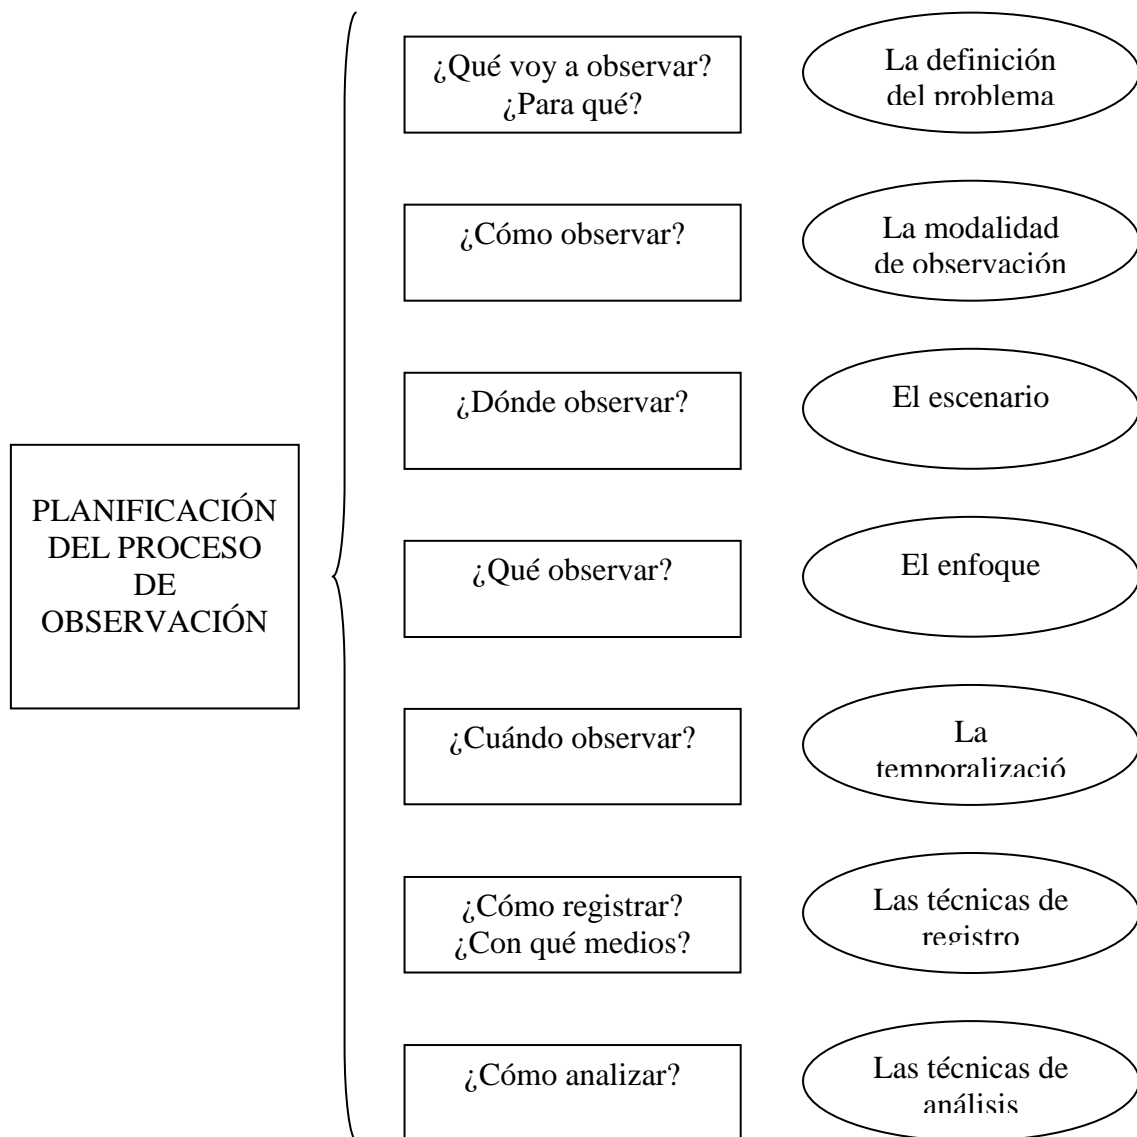 ¿Qué voy a observar?
¿Para qué?
La definición
del problema
¿Cómo observar?
La modalidad
de observación
¿Dónde observar?
El escenario
PLANIFICACIÓN
DEL PROCESO
DE
OBSERVACIÓN
¿Qué observar?
El enfoque
¿Cuándo observar?
La
temporalizació
¿Cómo registrar?
¿Con qué medios?
Las técnicas de
registro
¿Cómo analizar?
Las técnicas de
análisis